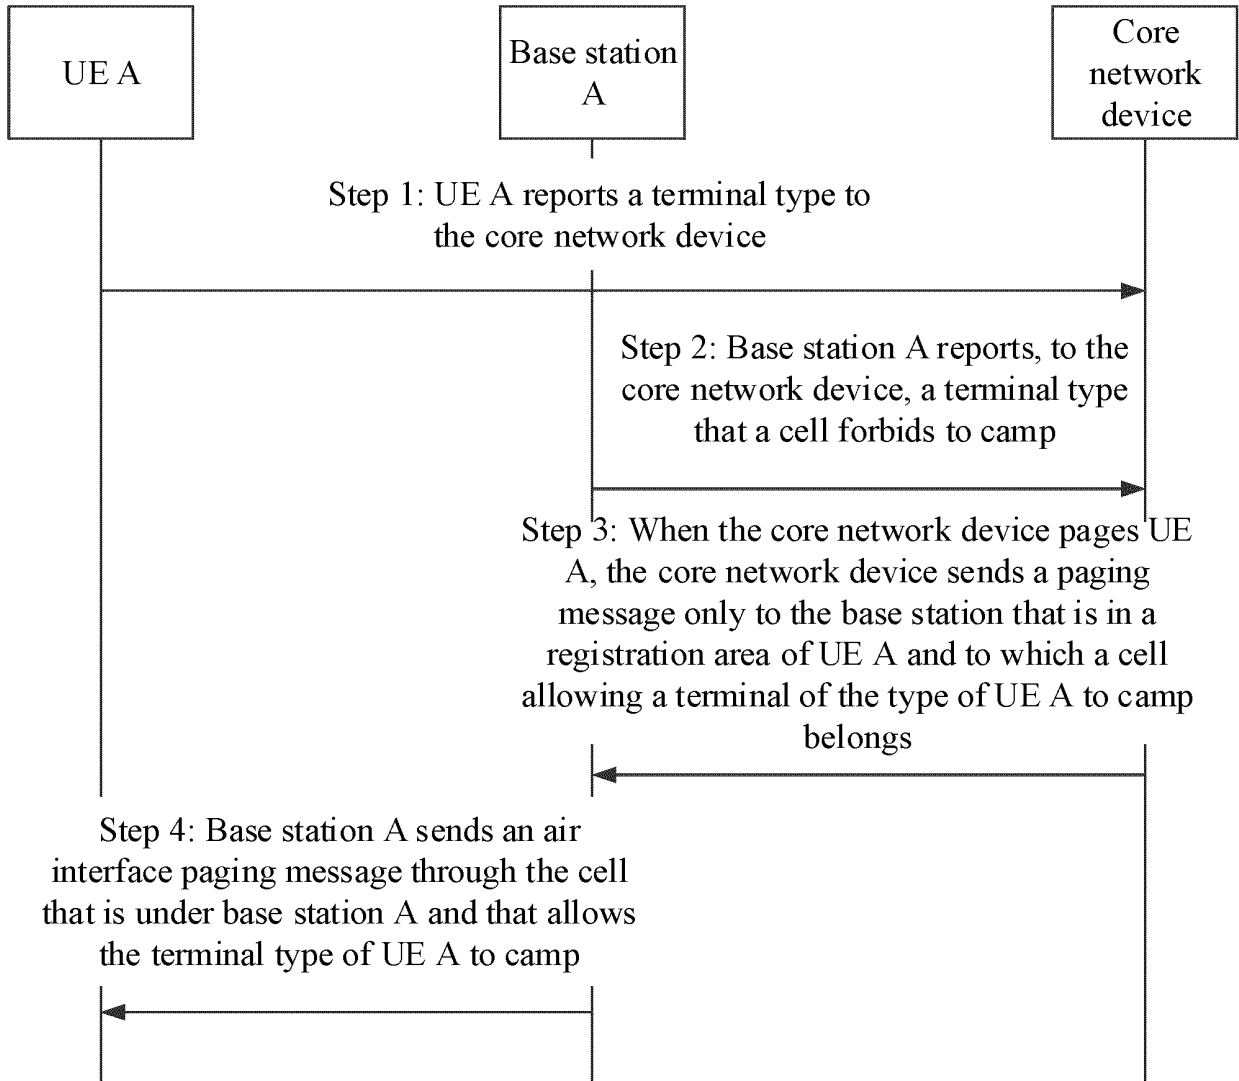 UE A
Base station
A
Core
network
device
Step 1: UE A reports a terminal type to
the core network device
Step 2: Base station A reports, to the
core network device, a terminal type
that a cell forbids to camp
Step 3: When the core network device pages UE
A, the core network device sends a paging
message only to the base station that is in a
registration area of UE A and to which a cell
allowing a terminal of the type of UE A to camp
belongs
Step 4: Base station A sends an air
interface paging message through the cell
that is under base station A and that allows
the terminal type of UE A to camp